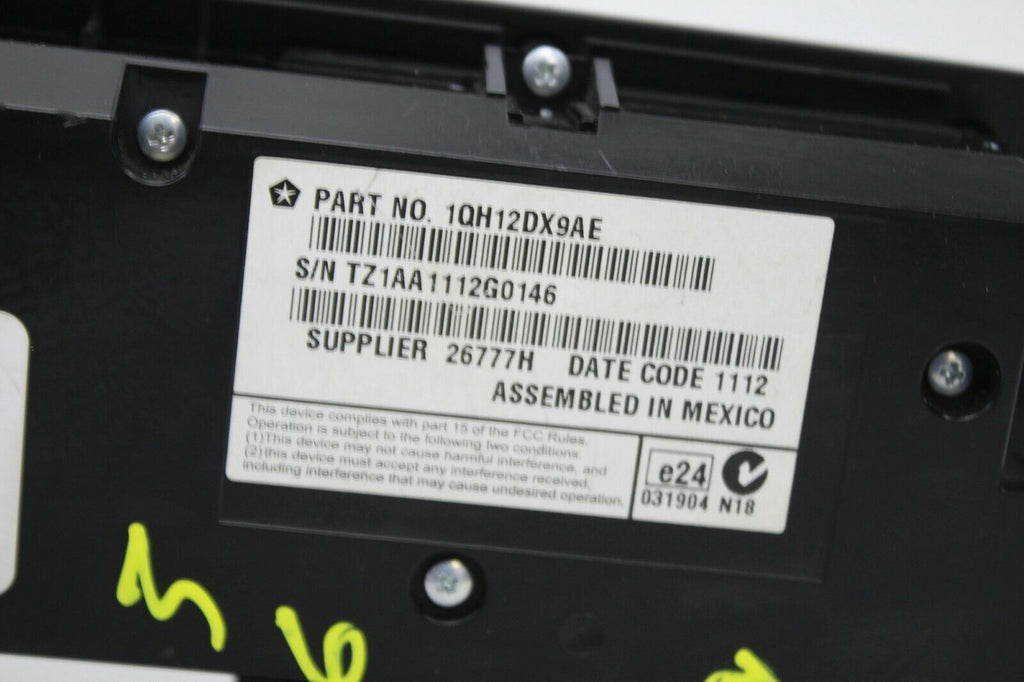 PART NO. 1QH12DX9AE
S/N TZ1AA1112G0146
SUPPLIER 26777H DATE CODE 1112
ASSEMBLED IN MEXICO
This device complies with part 15 of the FCC Rules.
Operation is subject to the following two conditions.
(1)This device may not cause harmful interference, and
(2)this device must accept any interference received,
including interference that may cause undesired operation.
e24
031904 N18
6